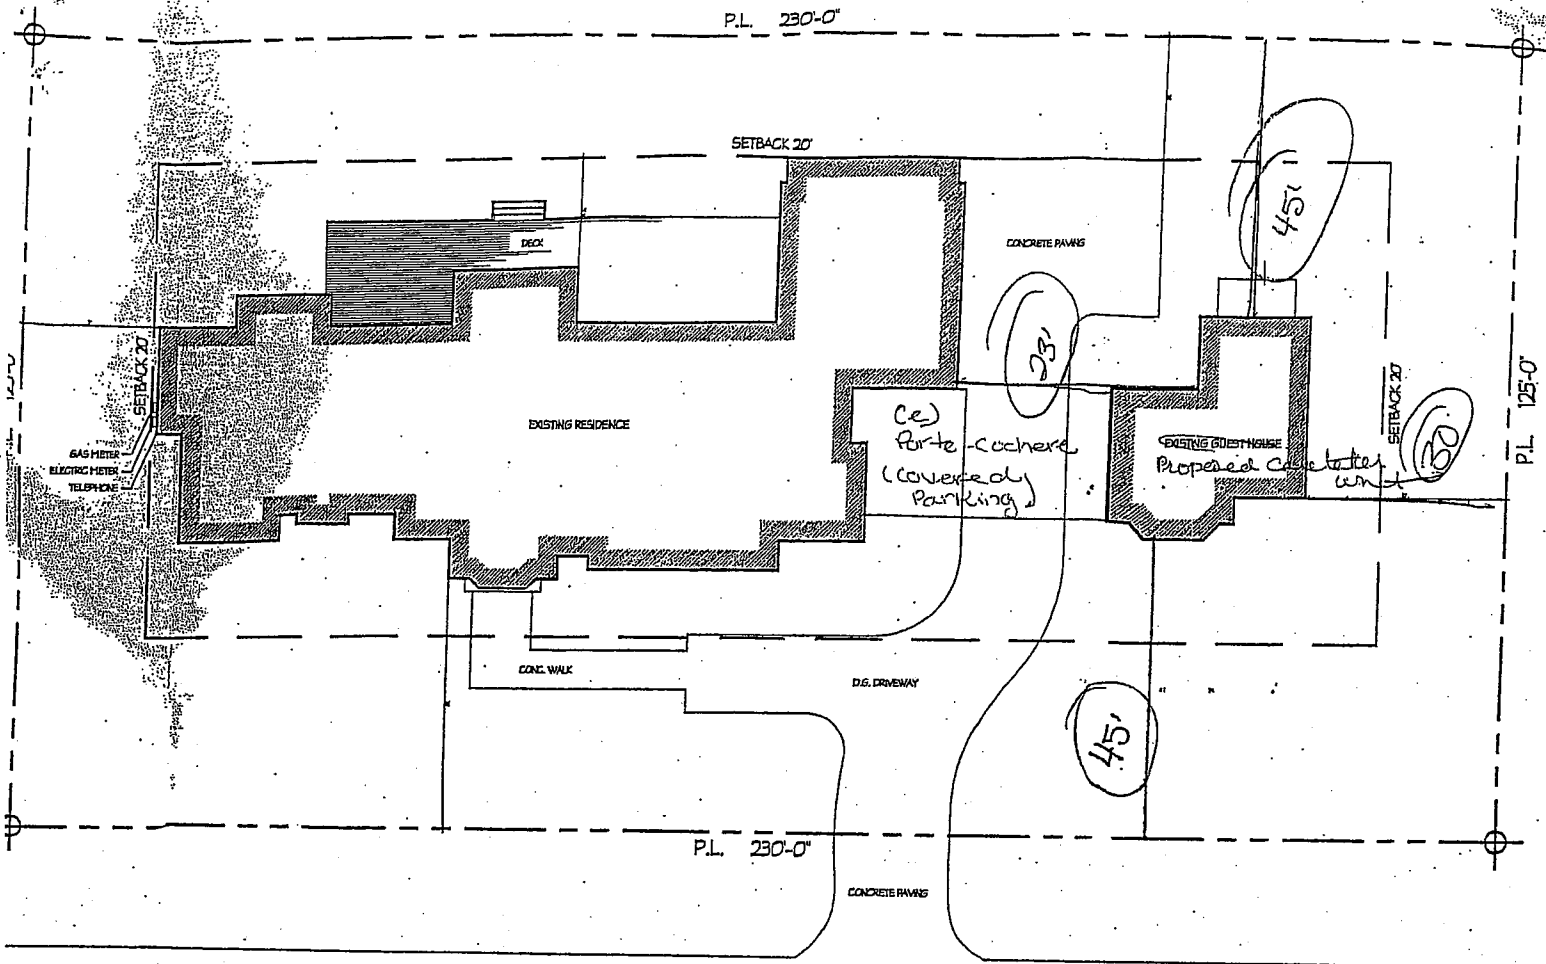 P.L. 230'-0"
SETBACK 20'
45'
DECK
CONCRETE PAVING
23'
SETBACK 20'
SETBACK 20'
P.L. 125'-0"
GAS METER
ELECTRIC METER
TELEPHONE
EXISTING RESIDENCE
(e)
Porte-Cochere
(covered)
Parking)
EXISTING GUESTHOUSE
Proposed Caretaker
unit
30'
CONC. WALK
D.G. DRIVEWAY
45'
P.L. 230'-0"
CONCRETE PAVING